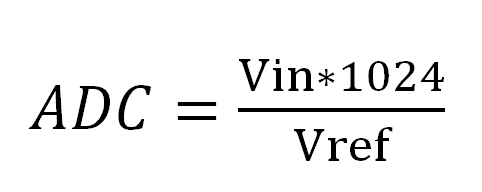 ADC = Vin*1024
Vref